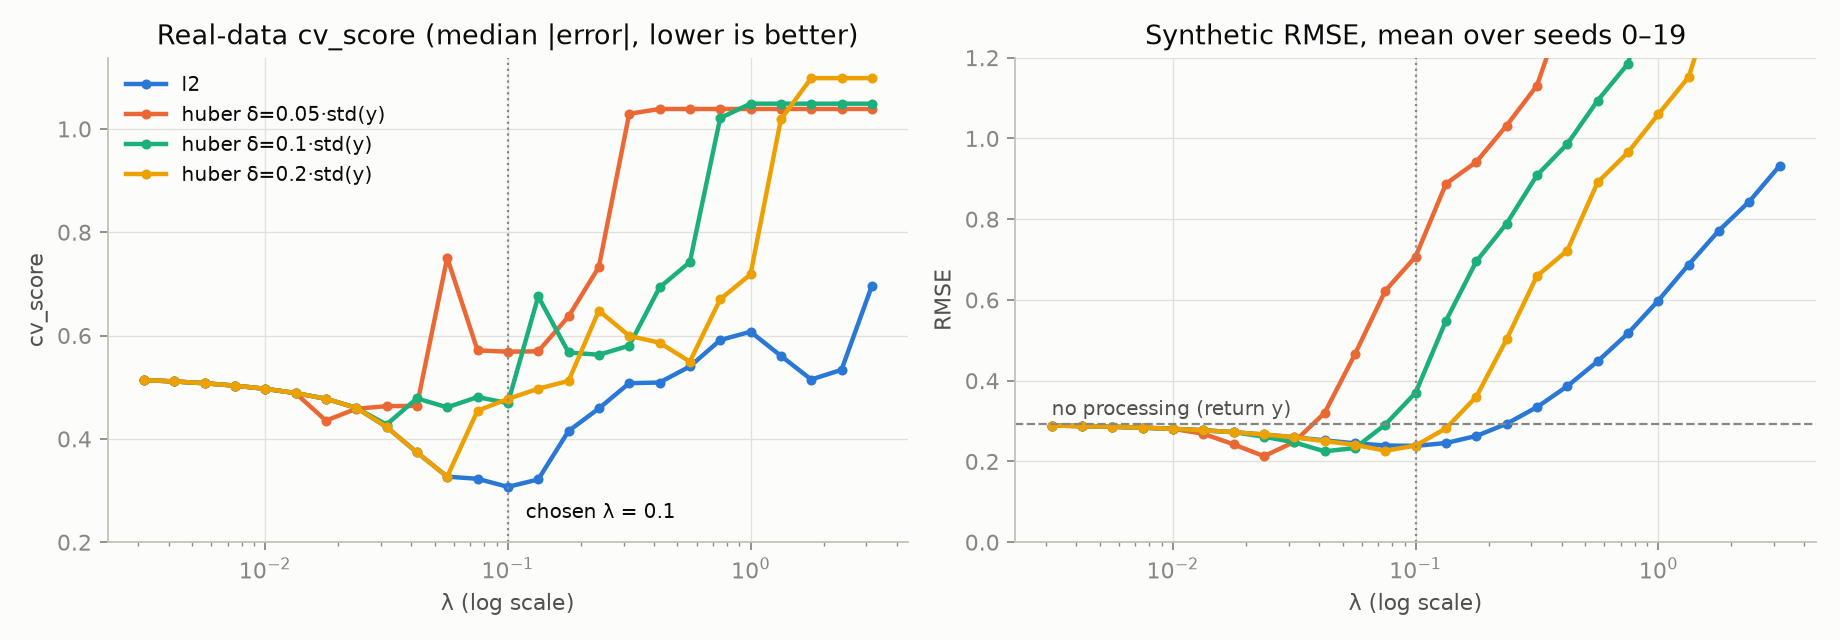 Real-data cv_score (median |error|, lower is better)
l2
huber δ=0.05·std(y)
huber δ=0.1·std(y)
huber δ=0.2·std(y)
1.0
0.8
0.6
0.4
0.2
cv_score
chosen λ = 0.1
10⁻²
10⁻¹
10⁰
λ (log scale)
Synthetic RMSE, mean over seeds 0–19
1.2
1.0
0.8
0.6
0.4
0.2
0.0
RMSE
no processing (return y)
10⁻²
10⁻¹
10⁰
λ (log scale)